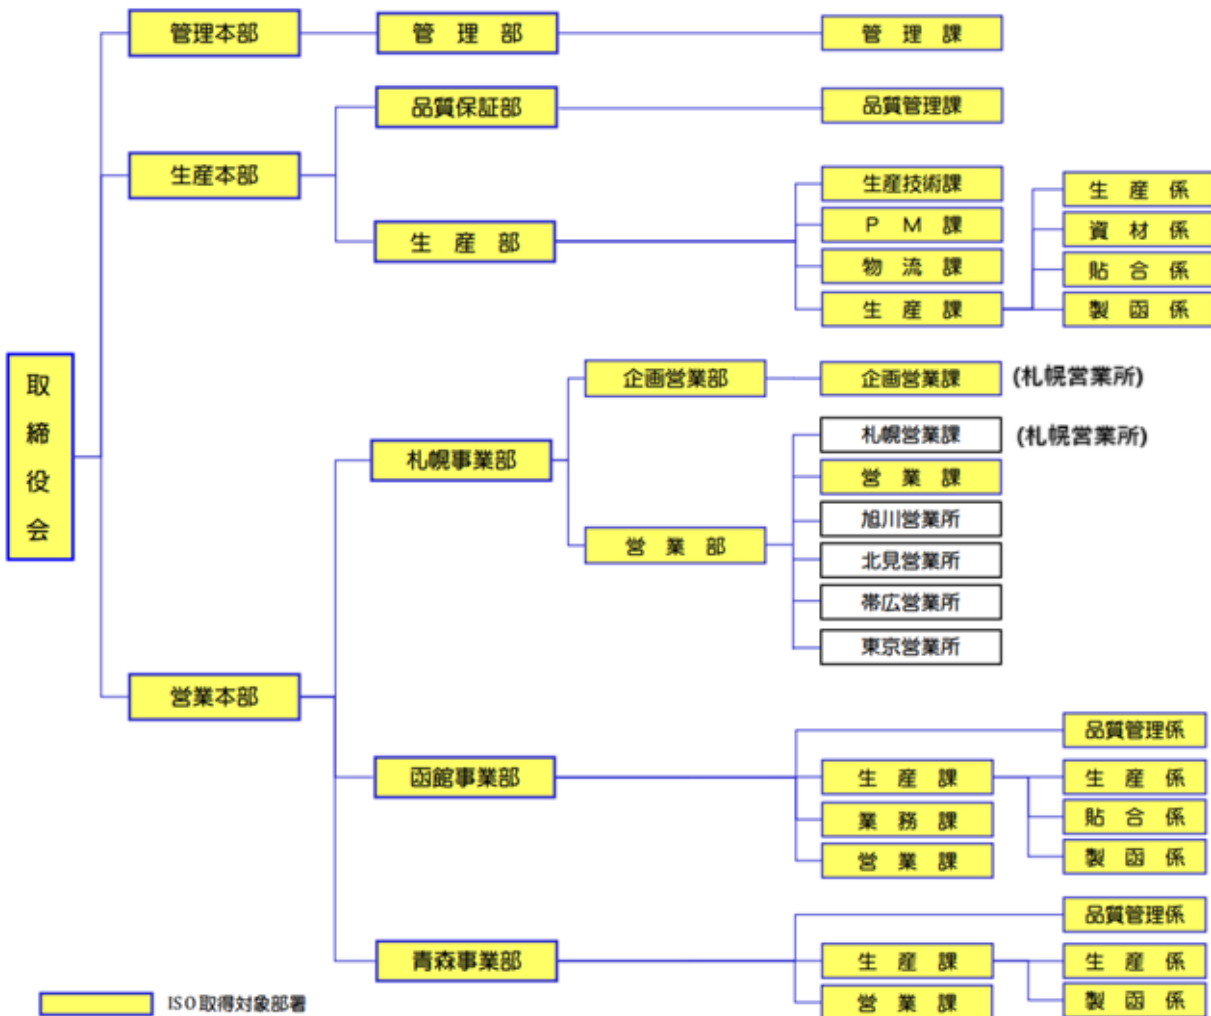 管理本部
管理部
管理課
品質保証部
品質管理課
生産本部
生産部
生産技術課
PM課
物流課
生産課
生産係
資材係
貼合係
製函係
取締役会
企画営業部
企画営業課
(札幌営業所)
札幌事業部
札幌営業課
(札幌営業所)
営業課
営業部
旭川営業所
北見営業所
帯広営業所
東京営業所
営業本部
品質管理係
函館事業部
生産課
生産係
業務課
貼合係
営業課
製函係
品質管理係
青森事業部
生産課
生産係
営業課
製函係
ISO取得対象部署